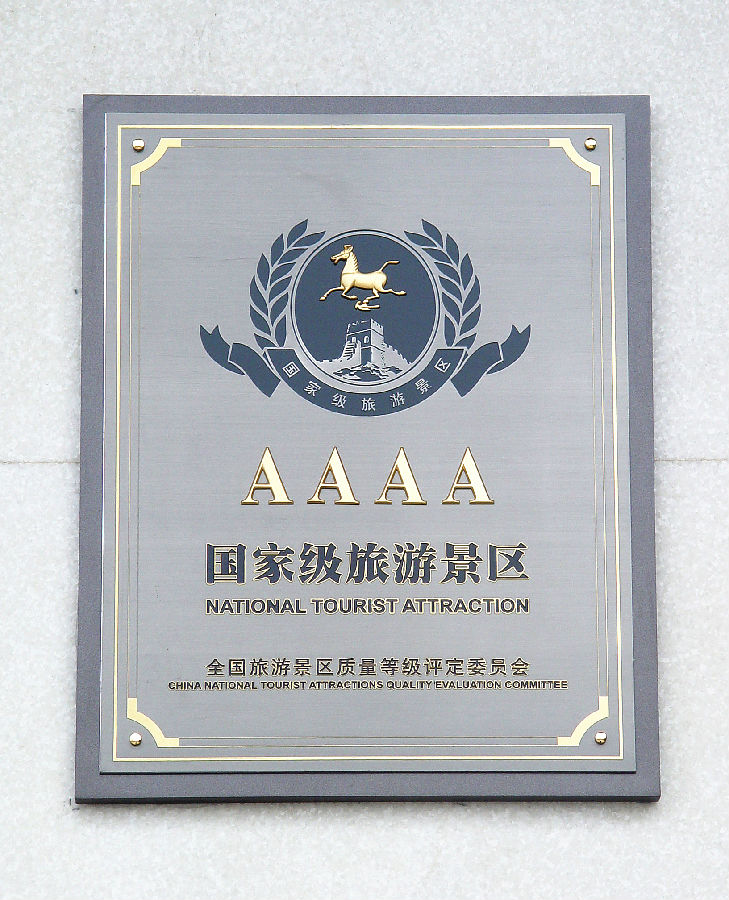 国家级旅游景区
AAAA
国家级旅游景区
NATIONAL TOURIST ATTRACTION
全国旅游景区质量等级评定委员会
CHINA NATIONAL TOURIST ATTRACTIONS QUALITY EVALUATION COMMITTEE